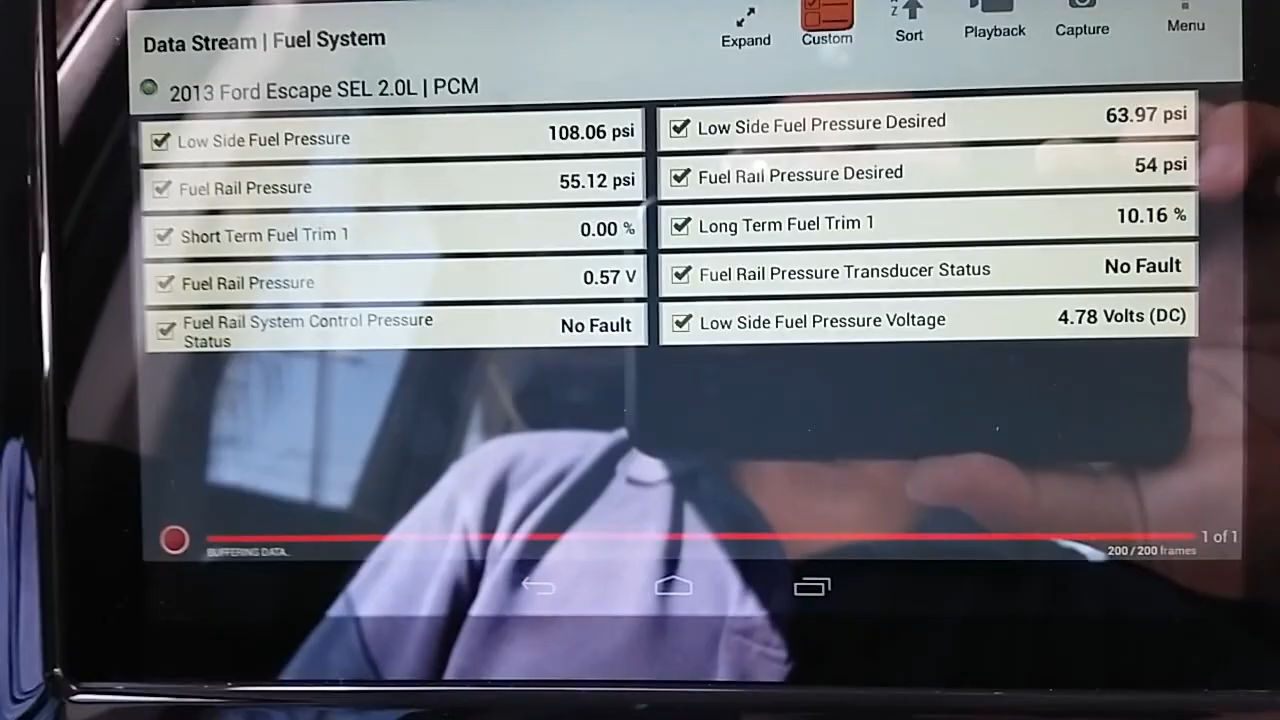 Data Stream | Fuel System
Expand
Custom
Sort
Playback
Capture
Menu
2013 Ford Escape SEL 2.0L | PCM
Low Side Fuel Pressure 108.06 psi
Low Side Fuel Pressure Desired 63.97 psi
Fuel Rail Pressure 55.12 psi
Fuel Rail Pressure Desired 54 psi
Short Term Fuel Trim 1 0.00 %
Long Term Fuel Trim 1 10.16 %
Fuel Rail Pressure 0.57 V
Fuel Rail Pressure Transducer Status No Fault
Fuel Rail System Control Pressure
Status No Fault
Low Side Fuel Pressure Voltage 4.78 Volts (DC)
1 of 1
BUFFERING DATA.
200 / 200 frames